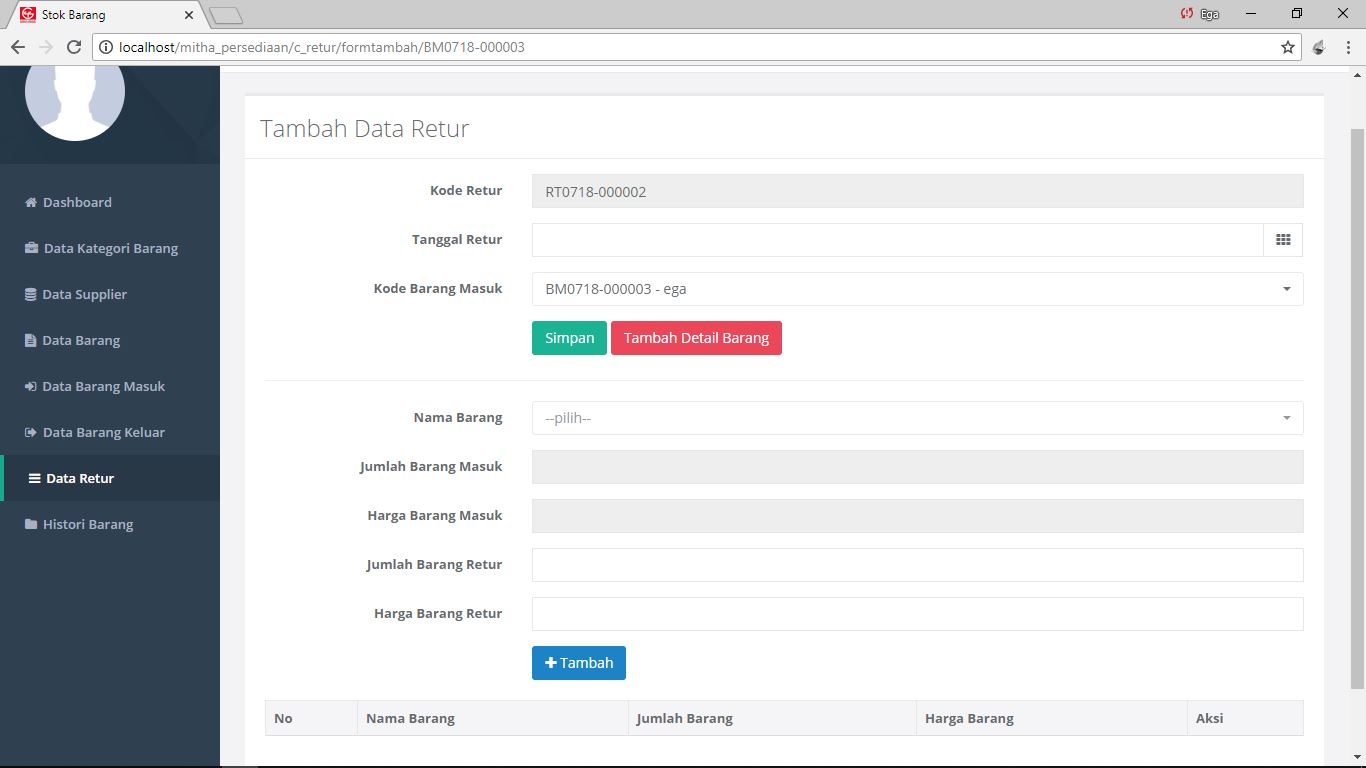 Stok Barang
Ega
localhost/mitha_persediaan/c_retur/formtambah/BM0718-000003
Dashboard
Data Kategori Barang
Data Supplier
Data Barang
Data Barang Masuk
Data Barang Keluar
Data Retur
Histori Barang
Tambah Data Retur
Kode Retur RT0718-000002
Tanggal Retur
Kode Barang Masuk BM0718-000003 - ega
Simpan Tambah Detail Barang
Nama Barang --pilih--
Jumlah Barang Masuk
Harga Barang Masuk
Jumlah Barang Retur
Harga Barang Retur
Tambah
No Nama Barang Jumlah Barang Harga Barang Aksi